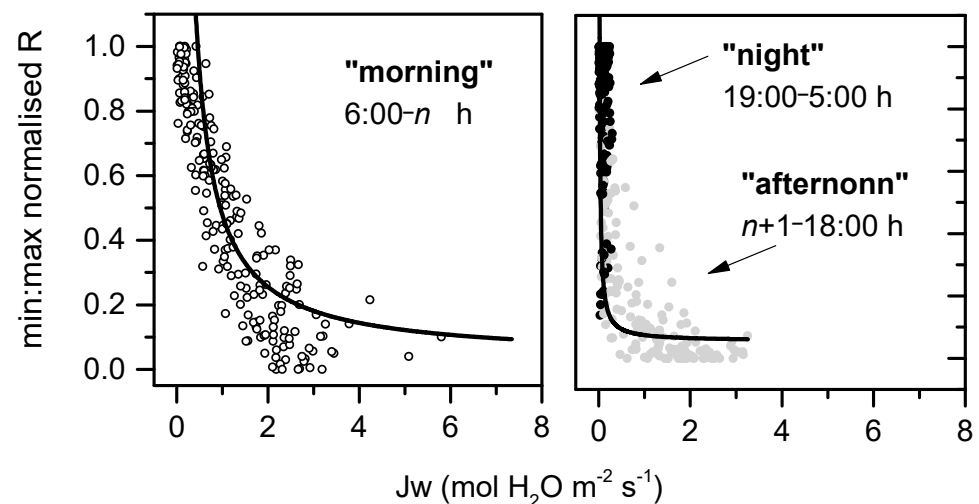 min:max normalised R
1.0
0.8
0.6
0.4
0.2
0.0
"morning"
6:00–n h
0 2 4 6 8
"night"
19:00–5:00 h
"afternonn"
n+1–18:00 h
0 2 4 6 8
Jw (mol H₂O m⁻² s⁻¹)